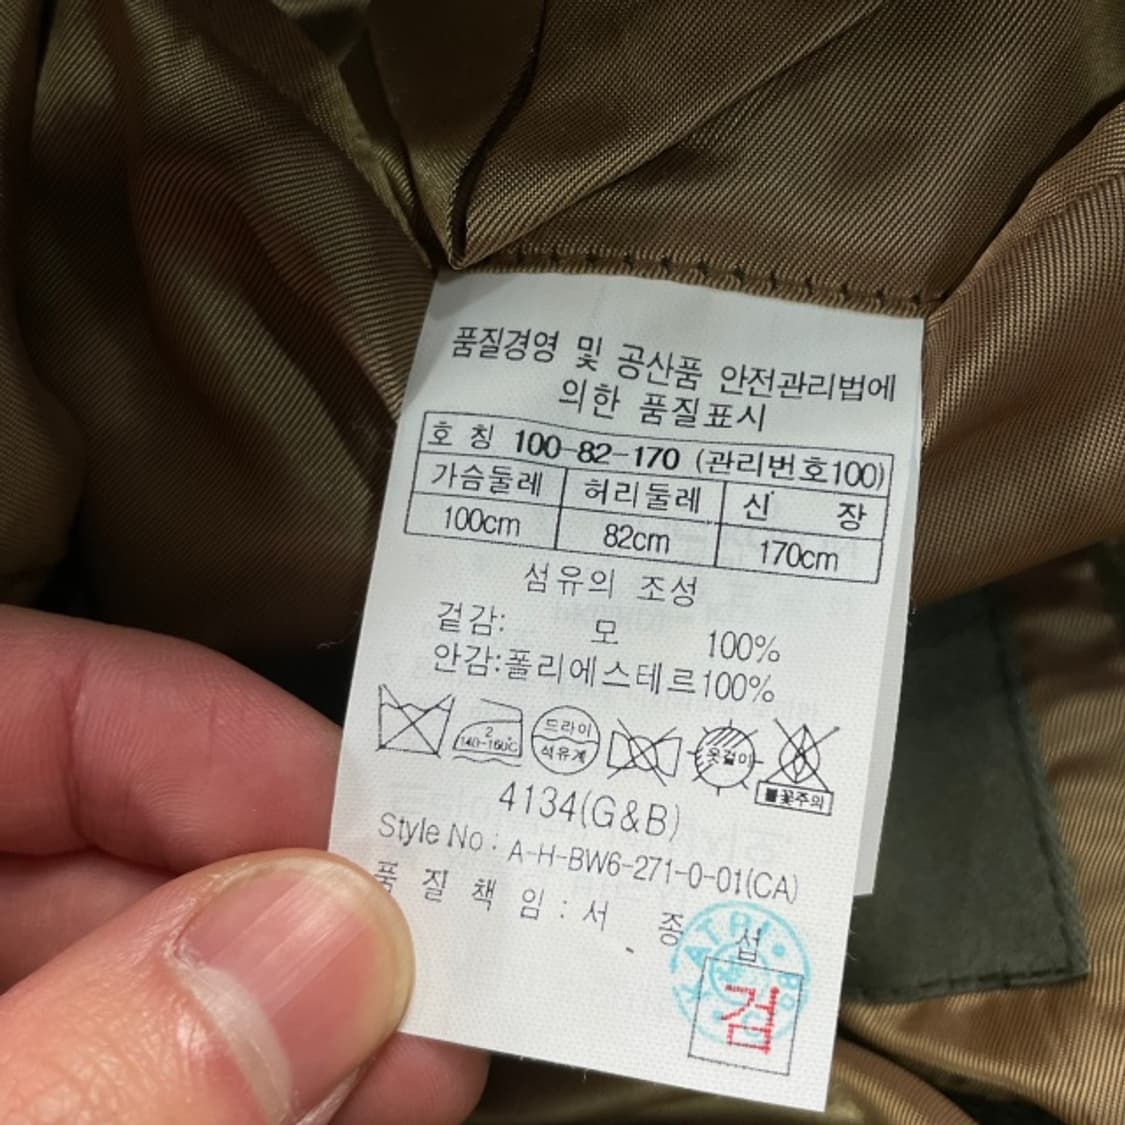 품질경영 및 공산품 안전관리법에
의한 품질표시
호 칭 100-82-170 (관리번호100)
가슴둘레 허리둘레 신 장
100cm 82cm 170cm
섬유의 조성
겉감: 모 100%
안감:폴리에스테르100%
2 140~160℃ 드라이 석유계 옷걸이 불꽃주의
4134(G&B)
Style No : A-H-BW6-271-0-01(CA)
품 질 책 임 : 서 종 섭
검